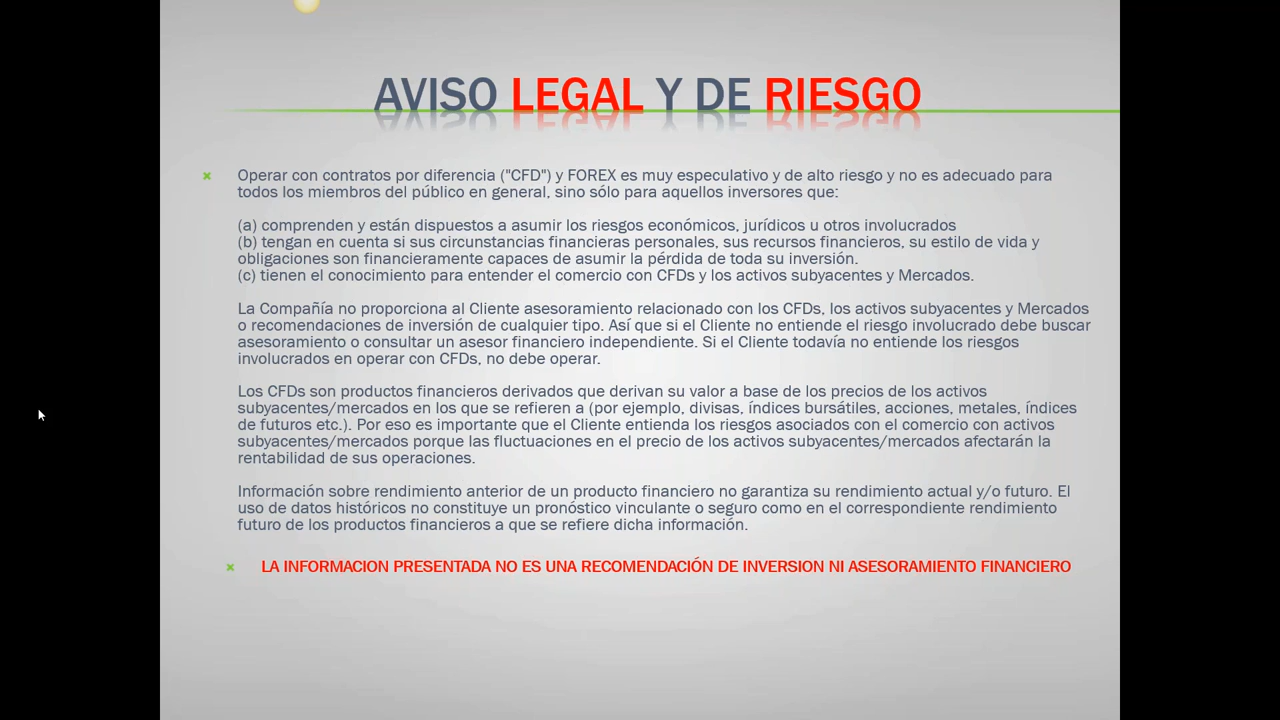 AVISO LEGAL Y DE RIESGO
Operar con contratos por diferencia ("CFD") y FOREX es muy especulativo y de alto riesgo y no es adecuado para
todos los miembros del público en general, sino sólo para aquellos inversores que:
(a) comprenden y están dispuestos a asumir los riesgos económicos, jurídicos u otros involucrados
(b) tengan en cuenta si sus circunstancias financieras personales, sus recursos financieros, su estilo de vida y
obligaciones son financieramente capaces de asumir la pérdida de toda su inversión.
(c) tienen el conocimiento para entender el comercio con CFDs y los activos subyacentes y Mercados.
La Compañía no proporciona al Cliente asesoramiento relacionado con los CFDs, los activos subyacentes y Mercados
o recomendaciones de inversión de cualquier tipo. Así que si el Cliente no entiende el riesgo involucrado debe buscar
asesoramiento o consultar un asesor financiero independiente. Si el Cliente todavía no entiende los riesgos
involucrados en operar con CFDs, no debe operar.
Los CFDs son productos financieros derivados que derivan su valor a base de los precios de los activos
subyacentes/mercados en los que se refieren a (por ejemplo, divisas, índices bursátiles, acciones, metales, índices
de futuros etc.). Por eso es importante que el Cliente entienda los riesgos asociados con el comercio con activos
subyacentes/mercados porque las fluctuaciones en el precio de los activos subyacentes/mercados afectarán la
rentabilidad de sus operaciones.
Información sobre rendimiento anterior de un producto financiero no garantiza su rendimiento actual y/o futuro. El
uso de datos históricos no constituye un pronóstico vinculante o seguro como en el correspondiente rendimiento
futuro de los productos financieros a que se refiere dicha información.
LA INFORMACION PRESENTADA NO ES UNA RECOMENDACIÓN DE INVERSION NI ASESORAMIENTO FINANCIERO